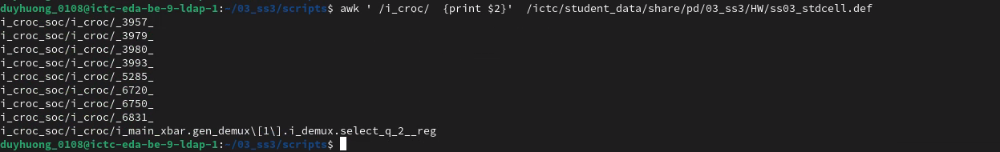 duyhuong_0108@ictc-eda-be-9-ldap-1:~/03_ss3/scripts$ awk ' /i_croc/  {print $2}'  /ictc/student_data/share/pd/03_ss3/HW/ss03_stdcell.def
i_croc_soc/i_croc/_3957_
i_croc_soc/i_croc/_3979_
i_croc_soc/i_croc/_3980_
i_croc_soc/i_croc/_3993_
i_croc_soc/i_croc/_5285_
i_croc_soc/i_croc/_6720_
i_croc_soc/i_croc/_6750_
i_croc_soc/i_croc/_6831_
i_croc_soc/i_croc/i_main_xbar.gen_demux\[1\].i_demux.select_q_2__reg
duyhuong_0108@ictc-eda-be-9-ldap-1:~/03_ss3/scripts$